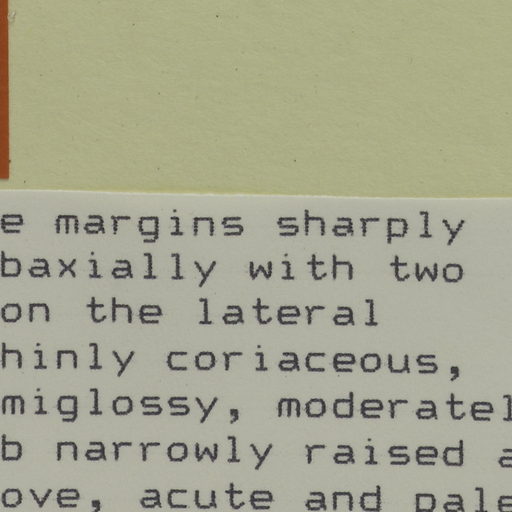 e margins sharply
baxially with two
on the lateral
hinly coriaceous,
miglossy, moderatel
b narrowly raised a
ove, acute and pale